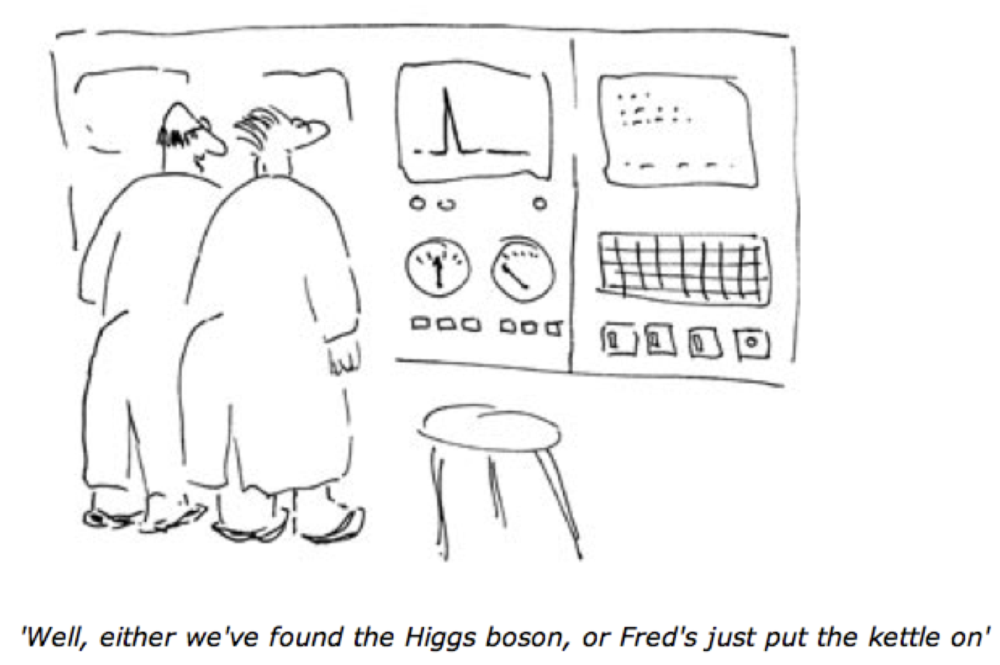 'Well, either we've found the Higgs boson, or Fred's just put the kettle on'